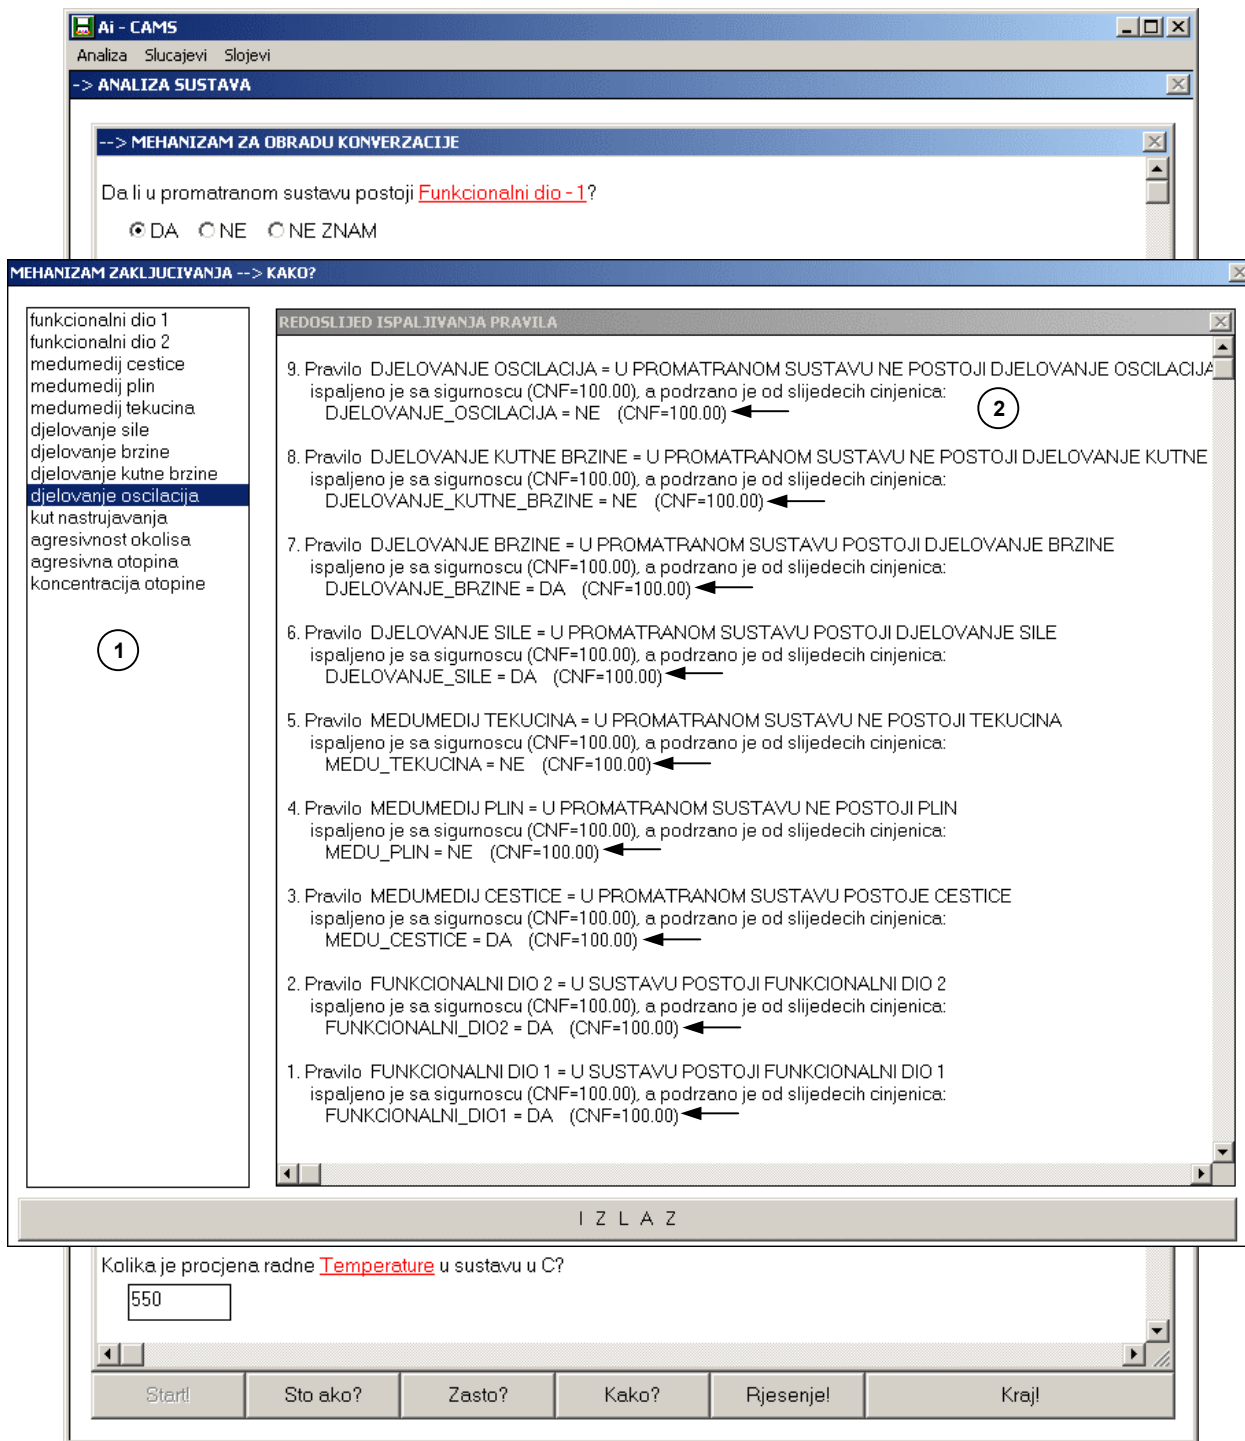 Ai - CAMS
Analiza Slucajevi Slojevi
-> ANALIZA SUSTAVA
--> MEHANIZAM ZA OBRADU KONVERZACIJE
Da li u promatranom sustavu postoji Funkcionalni dio - 1?
DA NE NE ZNAM
MEHANIZAM ZAKLJUCIVANJA --> KAKO?
funkcionalni dio 1
funkcionalni dio 2
medumedij cestice
medumedij plin
medumedij tekucina
djelovanje sile
djelovanje brzine
djelovanje kutne brzine
djelovanje oscilacija
kut nastrujavanja
agresivnost okolisa
agresivna otopina
koncentracija otopine
1
REDOSLIJED ISPALJIVANJA PRAVILA
9. Pravilo DJELOVANJE OSCILACIJA = U PROMATRANOM SUSTAVU NE POSTOJI DJELOVANJE OSCILACIJA
ispaljeno je sa sigurnoscu (CNF=100.00), a podrzano je od slijedecih cinjenica:
DJELOVANJE_OSCILACIJA = NE (CNF=100.00)
2
8. Pravilo DJELOVANJE KUTNE BRZINE = U PROMATRANOM SUSTAVU NE POSTOJI DJELOVANJE KUTNE
ispaljeno je sa sigurnoscu (CNF=100.00), a podrzano je od slijedecih cinjenica:
DJELOVANJE_KUTNE_BRZINE = NE (CNF=100.00)
7. Pravilo DJELOVANJE BRZINE = U PROMATRANOM SUSTAVU POSTOJI DJELOVANJE BRZINE
ispaljeno je sa sigurnoscu (CNF=100.00), a podrzano je od slijedecih cinjenica:
DJELOVANJE_BRZINE = DA (CNF=100.00)
6. Pravilo DJELOVANJE SILE = U PROMATRANOM SUSTAVU POSTOJI DJELOVANJE SILE
ispaljeno je sa sigurnoscu (CNF=100.00), a podrzano je od slijedecih cinjenica:
DJELOVANJE_SILE = DA (CNF=100.00)
5. Pravilo MEDUMEDIJ TEKUCINA = U PROMATRANOM SUSTAVU NE POSTOJI TEKUCINA
ispaljeno je sa sigurnoscu (CNF=100.00), a podrzano je od slijedecih cinjenica:
MEDU_TEKUCINA = NE (CNF=100.00)
4. Pravilo MEDUMEDIJ PLIN = U PROMATRANOM SUSTAVU NE POSTOJI PLIN
ispaljeno je sa sigurnoscu (CNF=100.00), a podrzano je od slijedecih cinjenica:
MEDU_PLIN = NE (CNF=100.00)
3. Pravilo MEDUMEDIJ CESTICE = U PROMATRANOM SUSTAVU POSTOJE CESTICE
ispaljeno je sa sigurnoscu (CNF=100.00), a podrzano je od slijedecih cinjenica:
MEDU_CESTICE = DA (CNF=100.00)
2. Pravilo FUNKCIONALNI DIO 2 = U SUSTAVU POSTOJI FUNKCIONALNI DIO 2
ispaljeno je sa sigurnoscu (CNF=100.00), a podrzano je od slijedecih cinjenica:
FUNKCIONALNI_DIO2 = DA (CNF=100.00)
1. Pravilo FUNKCIONALNI DIO 1 = U SUSTAVU POSTOJI FUNKCIONALNI DIO 1
ispaljeno je sa sigurnoscu (CNF=100.00), a podrzano je od slijedecih cinjenica:
FUNKCIONALNI_DIO1 = DA (CNF=100.00)
I Z L A Z
Kolika je procjena radne Temperature u sustavu u C?
550
Start! Sto ako? Zasto? Kako? Rjesenje! Kraj!